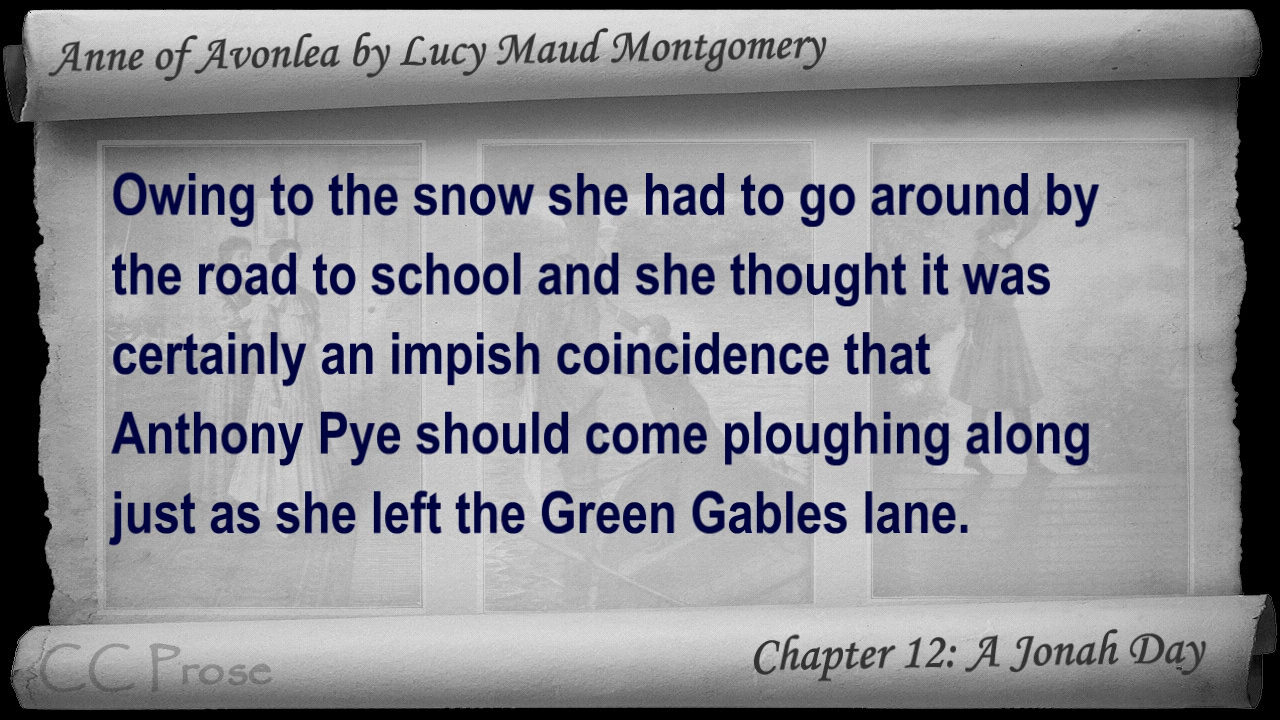 Anne of Avonlea by Lucy Maud Montgomery
Owing to the snow she had to go around by
the road to school and she thought it was
certainly an impish coincidence that
Anthony Pye should come ploughing along
just as she left the Green Gables lane.
CC Prose
Chapter 12: A Jonah Day